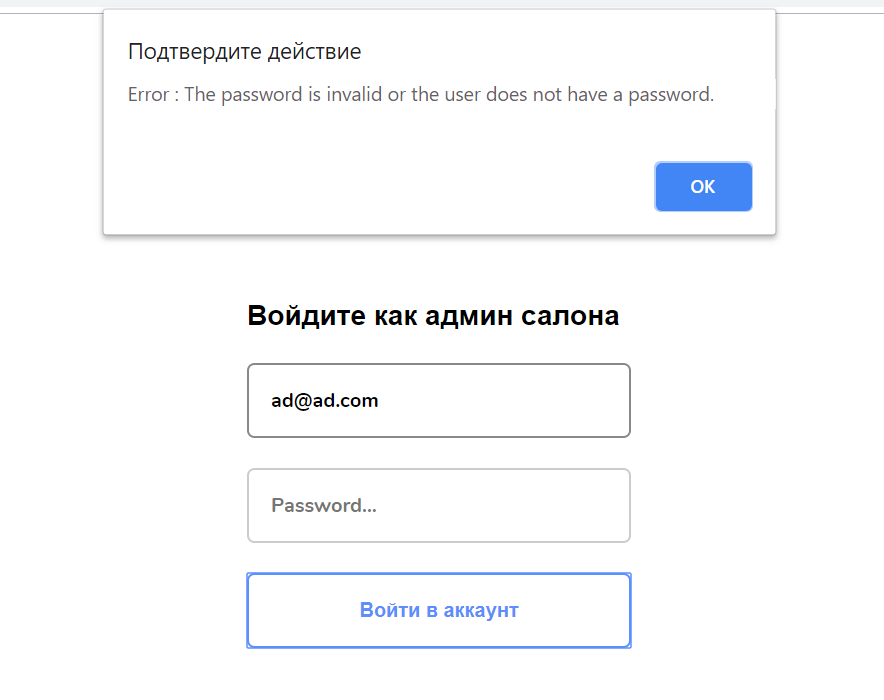 Подтвердите действие
Error : The password is invalid or the user does not have a password.
OK
Войдите как админ салона
ad@ad.com
Password...
Войти в аккаунт